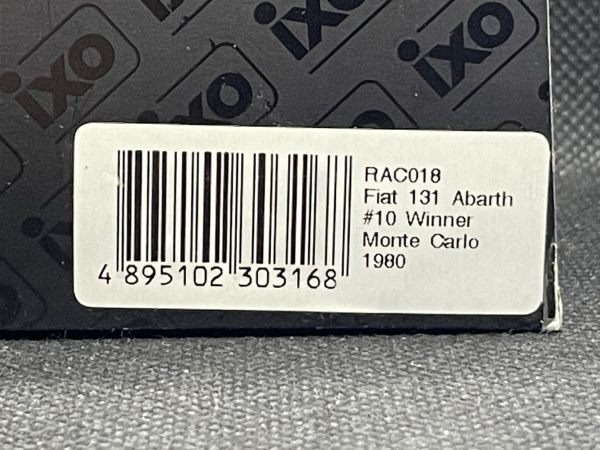 ixo
ixo
ixo
RAC018
Fiat 131 Abarth
#10 Winner
Monte Carlo
1980
4 895102 303168